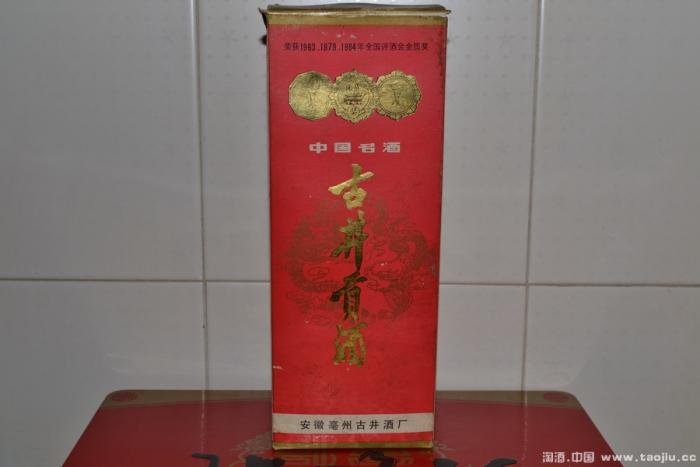 荣获1963.1979.1984年全国评酒会金质奖
中国名酒
古井贡酒
安徽亳州古井酒厂
淘酒.中国 www.taojiu.cc